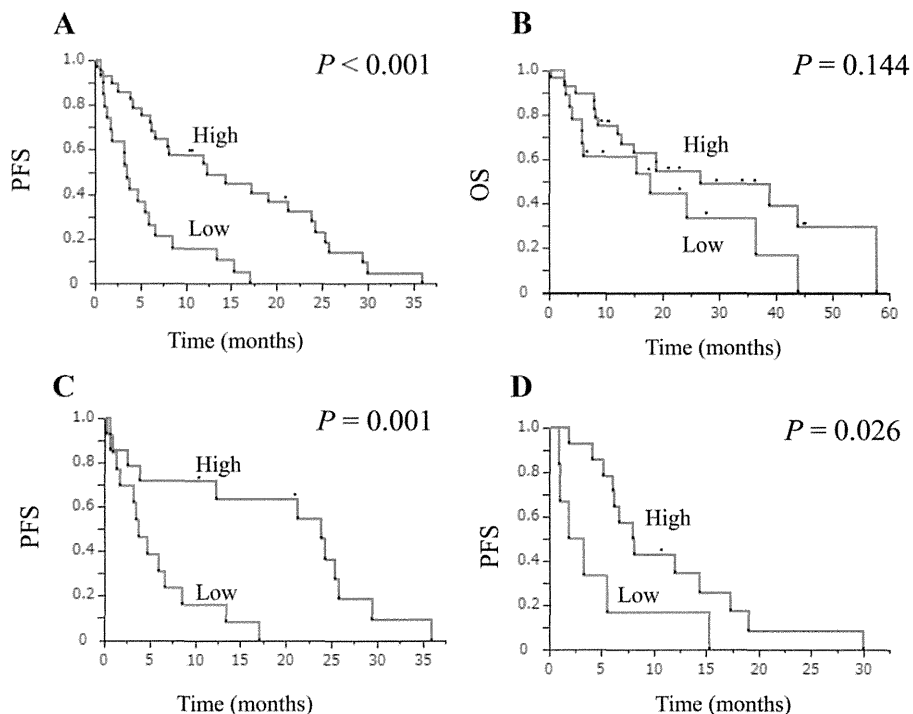 A
P < 0.001
1.0
0.8
0.6
0.4
0.2
0
PFS
High
Low
0 5 10 15 20 25 30 35
Time (months)
B
P = 0.144
1.0
0.8
0.6
0.4
0.2
0
OS
High
Low
0 10 20 30 40 50 60
Time (months)
C
P = 0.001
1.0
0.8
0.6
0.4
0.2
0
PFS
High
Low
0 5 10 15 20 25 30 35
Time (months)
D
P = 0.026
1.0
0.8
0.6
0.4
0.2
0
PFS
High
Low
0 5 10 15 20 25 30
Time (months)